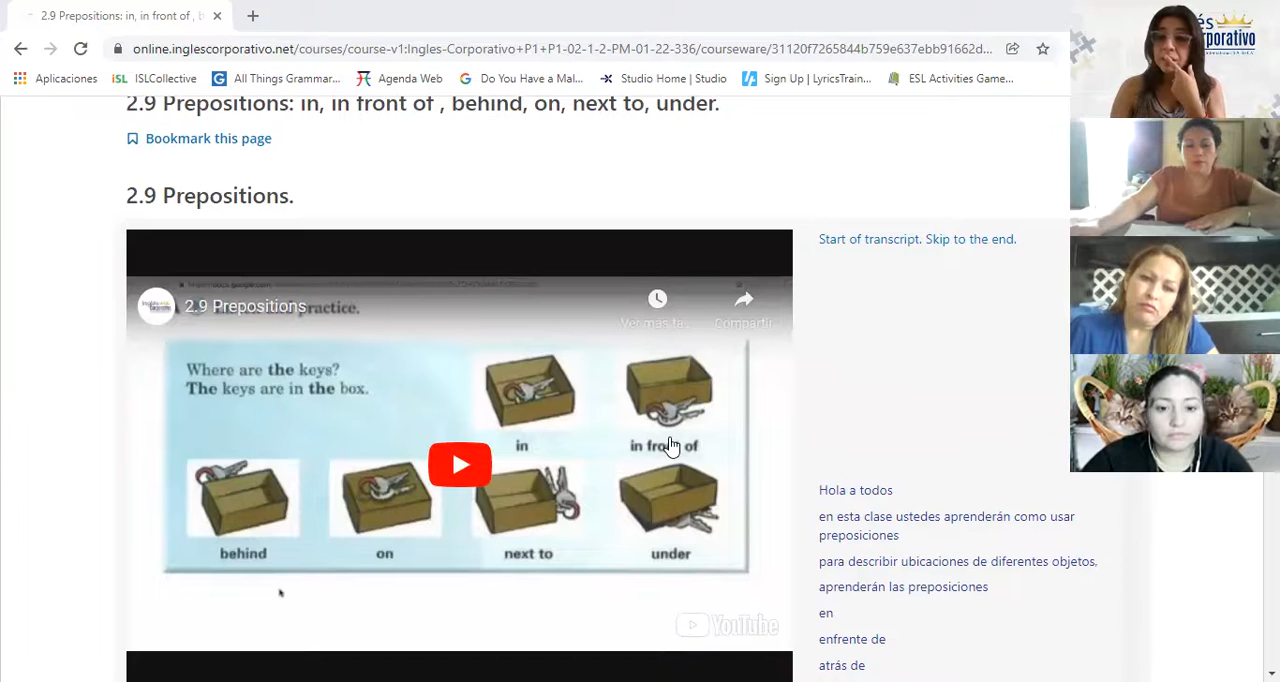 2.9 Prepositions: in, in front of , b
online.inglescorporativo.net/courses/course-v1:Ingles-Corporativo+P1+P1-02-1-2-PM-01-22-336/courseware/31120f7265844b759e637ebb91662d...
Aplicaciones
iSL ISLCollective
All Things Grammar...
Agenda Web
Do You Have a Mal...
Studio Home | Studio
Sign Up | LyricsTrain...
ESL Activities Game...
2.9 Prepositions: in, in front of , behind, on, next to, under.
Bookmark this page
2.9 Prepositions.
2.9 Prepositions
ractice.
Ver más ta...
Compartir
Where are the keys?
The keys are in the box.
in
in front of
behind
on
next to
under
YouTube
Start of transcript. Skip to the end.
Hola a todos
en esta clase ustedes aprenderán como usar
preposiciones
para describir ubicaciones de diferentes objetos,
aprenderán las preposiciones
en
enfrente de
atrás de